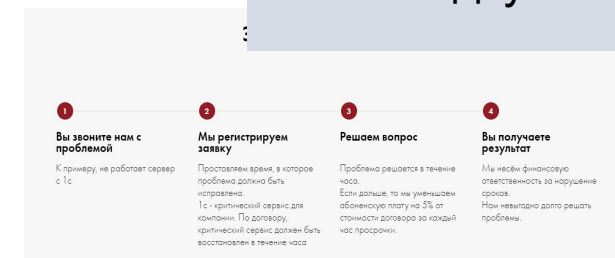 1
2
3
4
Вы звоните нам с
проблемой
К примеру, не работает сервер
с 1с
Мы регистрируем
заявку
Проставляем время, в которое
проблема должна быть
исправлена.
1с - критический сервис для
компании. По договору,
критический сервис должен быть
восстановлен в течение часа
Решаем вопрос
Проблема решается в течение
часа.
Если дольше, то мы уменьшаем
абоненскую плату на 5% от
стоимости договора за каждый
час просрочки.
Вы получаете
результат
Мы несём финансовую
ответственность за нарушение
сроков.
Нам невыгодно долго решать
проблемы.